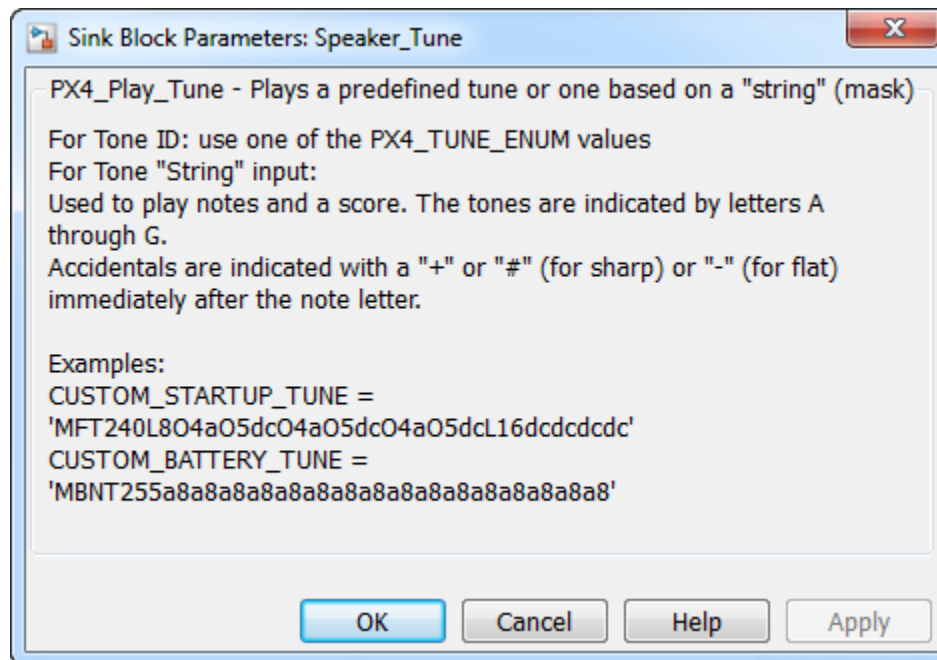 Sink Block Parameters: Speaker_Tune
PX4_Play_Tune - Plays a predefined tune or one based on a "string" (mask)
For Tone ID: use one of the PX4_TUNE_ENUM values
For Tone "String" input:
Used to play notes and a score. The tones are indicated by letters A
through G.
Accidentals are indicated with a "+" or "#" (for sharp) or "-" (for flat)
immediately after the note letter.
Examples:
CUSTOM_STARTUP_TUNE =
'MFT240L8O4aO5dcO4aO5dcO4aO5dcL16dcdcdcdc'
CUSTOM_BATTERY_TUNE =
'MBNT255a8a8a8a8a8a8a8a8a8a8a8a8a8a8a8a8'
OK Cancel Help Apply